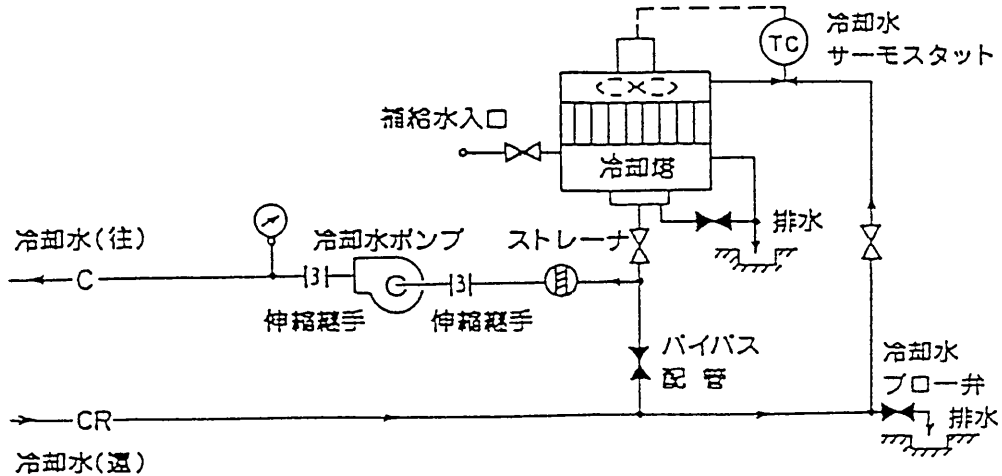 冷却水
サーモスタット
TC
補給水入口
冷却塔
排水
冷却水(往)
冷却水ポンプ
ストレーナ
C
伸縮継手
伸縮継手
バイパス
配管
冷却水
ブロー弁
排水
CR
冷却水(還)